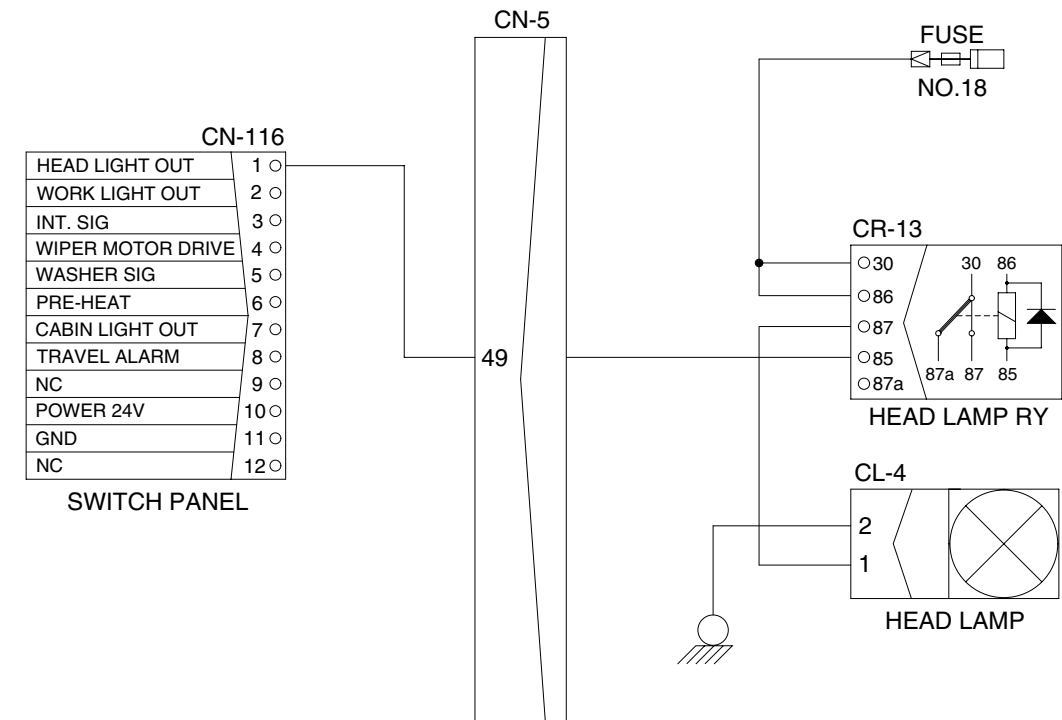 CN-5
FUSE
NO.18
CN-116
HEAD LIGHT OUT 1
WORK LIGHT OUT 2
INT. SIG 3
WIPER MOTOR DRIVE 4
WASHER SIG 5
PRE-HEAT 6
CABIN LIGHT OUT 7
TRAVEL ALARM 8
NC 9
POWER 24V 10
GND 11
NC 12
SWITCH PANEL
49
CR-13
30
86
87
85
87a
30 86
87a 87 85
HEAD LAMP RY
CL-4
2
1
HEAD LAMP